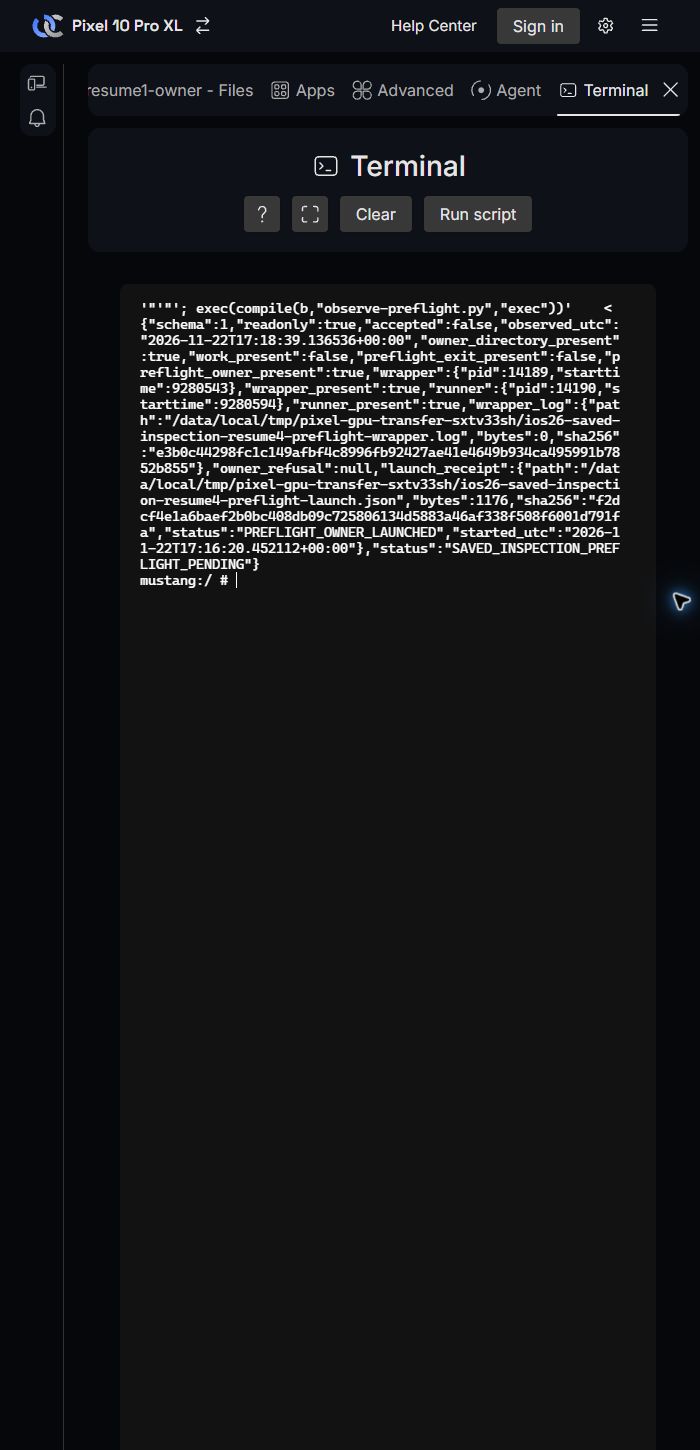 Pixel 10 Pro XL
Help Center
Sign in
resume1-owner - Files
Apps
Advanced
Agent
Terminal
Terminal
?
Clear
Run script
'"'"'; exec(compile(b,"observe-preflight.py","exec"))'    <
{"schema":1,"readonly":true,"accepted":false,"observed_utc":
"2026-11-22T17:18:39.136536+00:00","owner_directory_present"
:true,"work_present":false,"preflight_exit_present":false,"p
reflight_owner_present":true,"wrapper":{"pid":14189,"startti
me":9280543},"wrapper_present":true,"runner":{"pid":14190,"s
tarttime":9280594},"runner_present":true,"wrapper_log":{"pat
h":"/data/local/tmp/pixel-gpu-transfer-sxtv33sh/ios26-saved-
inspection-resume4-preflight-wrapper.log","bytes":0,"sha256"
:"e3b0c44298fc1c149afbf4c8996fb92427ae41e4649b934ca495991b78
52b855"},"owner_refusal":null,"launch_receipt":{"path":"/dat
a/local/tmp/pixel-gpu-transfer-sxtv33sh/ios26-saved-inspecti
on-resume4-preflight-launch.json","bytes":1176,"sha256":"f2d
cf4e1a6baef2b0bc408db09c725806134d5883a46af338f508f6001d791f
a","status":"PREFLIGHT_OWNER_LAUNCHED","started_utc":"2026-1
1-22T17:16:20.452112+00:00"},"status":"SAVED_INSPECTION_PREF
LIGHT_PENDING"}
mustang:/ #